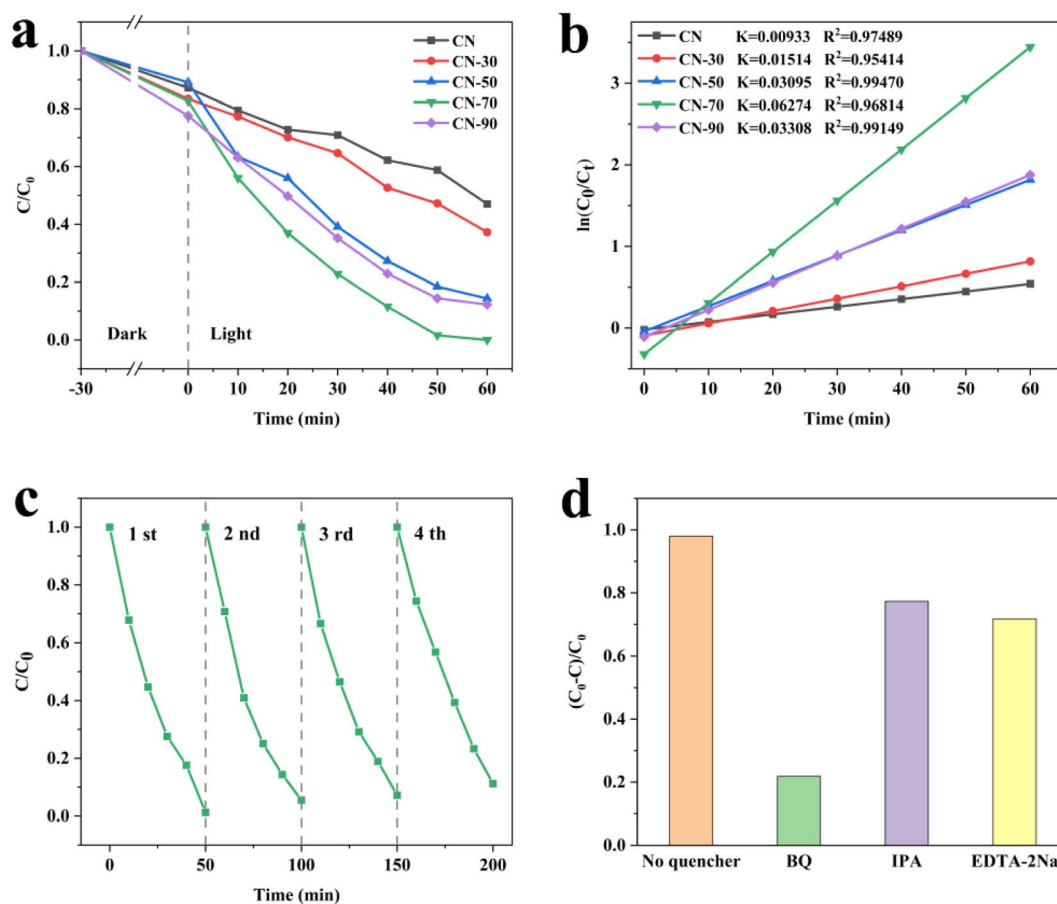 a
1.0
0.8
0.6
0.4
0.2
0.0
C/C₀
CN
CN-30
CN-50
CN-70
CN-90
Dark
Light
-30
0
10
20
30
40
50
60
Time (min)
b
3
2
1
0
ln(C₀/Cₜ)
CN K=0.00933 R²=0.97489
CN-30 K=0.01514 R²=0.95414
CN-50 K=0.03095 R²=0.99470
CN-70 K=0.06274 R²=0.96814
CN-90 K=0.03308 R²=0.99149
0
10
20
30
40
50
60
Time (min)
c
1.0
0.8
0.6
0.4
0.2
0.0
C/C₀
1 st
2 nd
3 rd
4 th
0
50
100
150
200
Time (min)
d
1.0
0.8
0.6
0.4
0.2
0.0
(C₀-C)/C₀
No quencher
BQ
IPA
EDTA-2Na